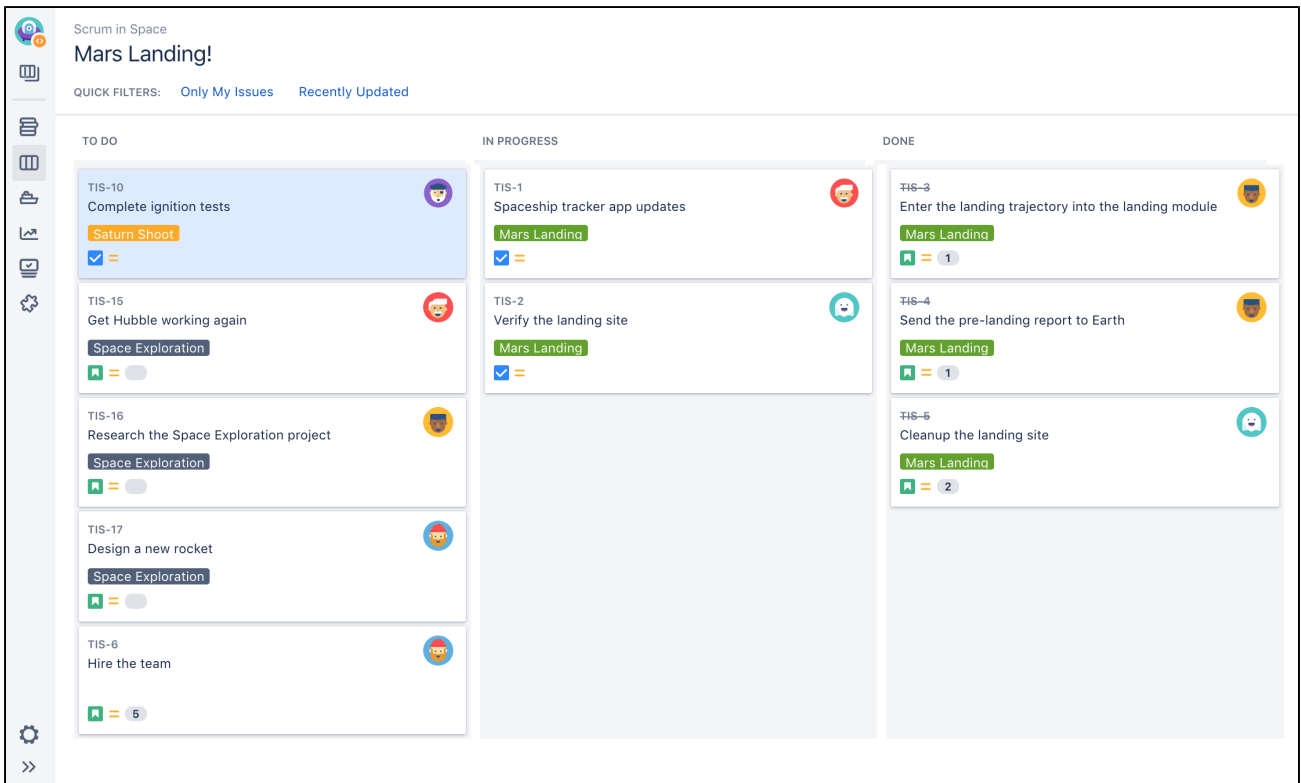 Scrum in Space
Mars Landing!
QUICK FILTERS: Only My Issues Recently Updated
TO DO
TIS-10
Complete ignition tests
Saturn Shoot
TIS-15
Get Hubble working again
Space Exploration
TIS-16
Research the Space Exploration project
Space Exploration
TIS-17
Design a new rocket
Space Exploration
TIS-6
Hire the team
5
IN PROGRESS
TIS-1
Spaceship tracker app updates
Mars Landing
TIS-2
Verify the landing site
Mars Landing
DONE
TIS-3
Enter the landing trajectory into the landing module
Mars Landing
1
TIS-4
Send the pre-landing report to Earth
Mars Landing
1
TIS-5
Cleanup the landing site
Mars Landing
2